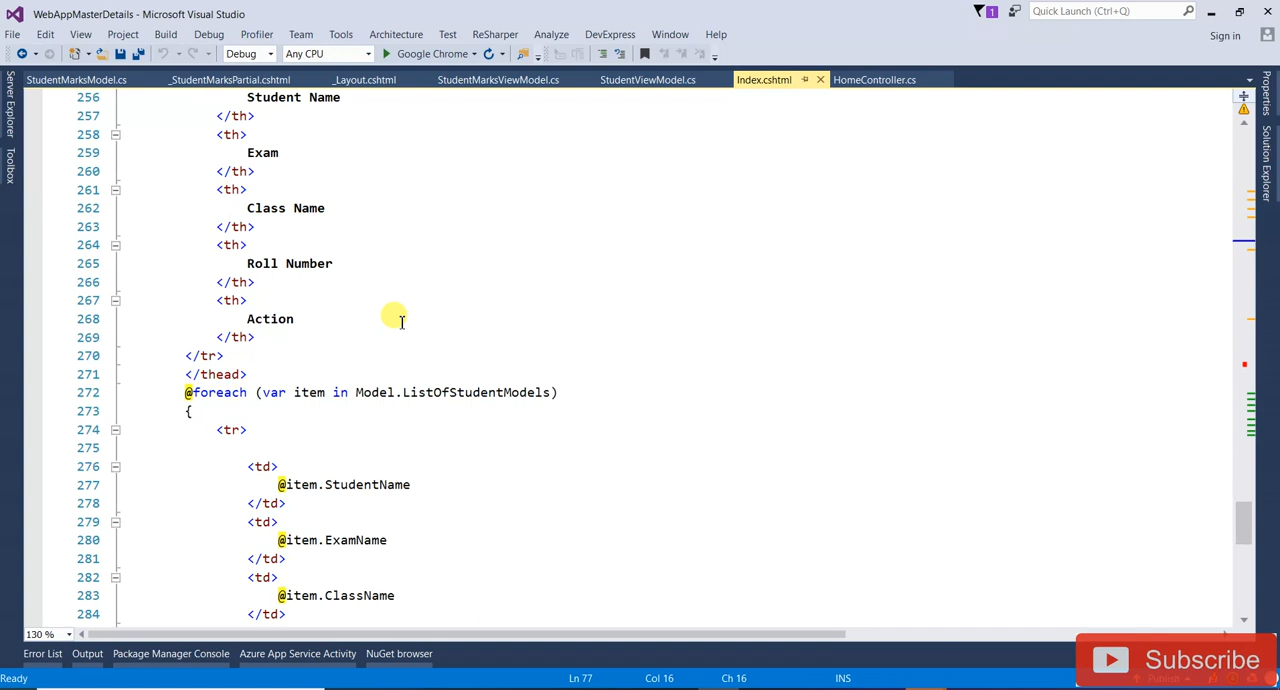 WebAppMasterDetails - Microsoft Visual Studio
1
Quick Launch (Ctrl+Q)
File Edit View Project Build Debug Profiler Team Tools Architecture Test ReSharper Analyze DevExpress Window Help
Sign in
Debug Any CPU Google Chrome
StudentMarksModel.cs _StudentMarksPartial.cshtml _Layout.cshtml StudentMarksViewModel.cs StudentViewModel.cs Index.cshtml HomeController.cs
Server Explorer
Toolbox
Properties
Solution Explorer
256 Student Name
257 </th>
258 <th>
259 Exam
260 </th>
261 <th>
262 Class Name
263 </th>
264 <th>
265 Roll Number
266 </th>
267 <th>
268 Action
269 </th>
270 </tr>
271 </thead>
272 @foreach (var item in Model.ListOfStudentModels)
273 {
274 <tr>
275
276 <td>
277 @item.StudentName
278 </td>
279 <td>
280 @item.ExamName
281 </td>
282 <td>
283 @item.ClassName
284 </td>
130 %
Error List Output Package Manager Console Azure App Service Activity NuGet browser
Subscribe
Ready Ln 77 Col 16 Ch 16 INS